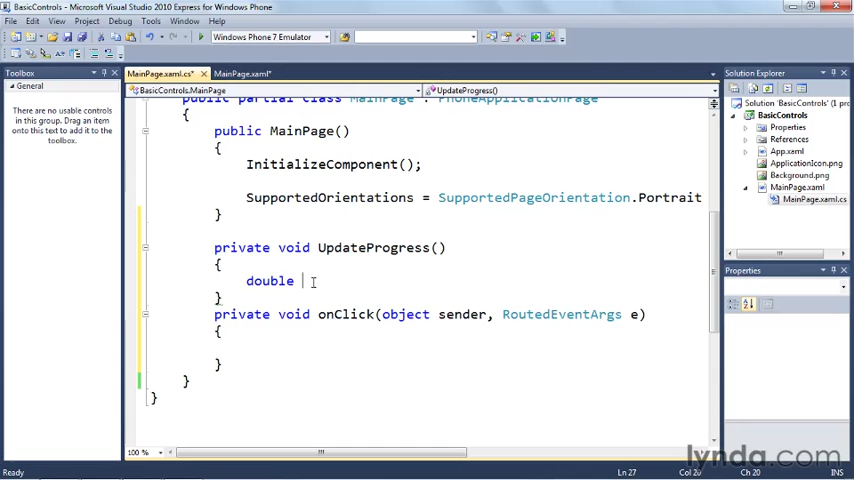 BasicControls - Microsoft Visual Studio 2010 Express for Windows Phone
File Edit View Project Debug Tools Window Help
Windows Phone 7 Emulator
Toolbox
General
There are no usable controls
in this group. Drag an item
onto this text to add it to the
toolbox.
MainPage.xaml.cs* MainPage.xaml*
BasicControls.MainPage UpdateProgress()
public partial class MainPage : PhoneApplicationPage
{
public MainPage()
{
InitializeComponent();
SupportedOrientations = SupportedPageOrientation.Portrait
}
private void UpdateProgress()
{
double
}
private void onClick(object sender, RoutedEventArgs e)
{
}
}
}
100 %
Solution Explorer
Solution 'BasicControls' (1 pro
BasicControls
Properties
References
App.xaml
ApplicationIcon.png
Background.png
MainPage.xaml
MainPage.xaml.cs
Properties
Ready Ln 27 Col 20 Ch 20
lynda.com